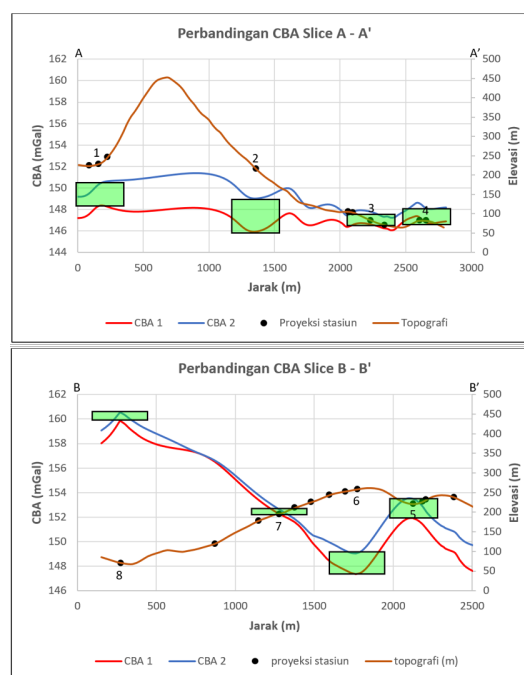 Perbandingan CBA Slice A - A'
A A’
162 500
160 450
158 400
156 350
154 300
152 250
150 200
148 150
146 100
144 50
0
CBA (mGal)
Elevasi (m)
1 2 3 4
0 500 1000 1500 2000 2500 3000
Jarak (m)
CBA 1 CBA 2 Proyeksi stasiun Topografi
Perbandingan CBA Slice B - B'
B B’
162 500
160 450
158 400
156 350
154 300
152 250
150 200
148 150
146 100
50
0
CBA (mGal)
Elevasi (m)
8 7 6 5
0 500 1000 1500 2000 2500
Jarak (m)
CBA 1 CBA 2 proyeksi stasiun topografi (m)